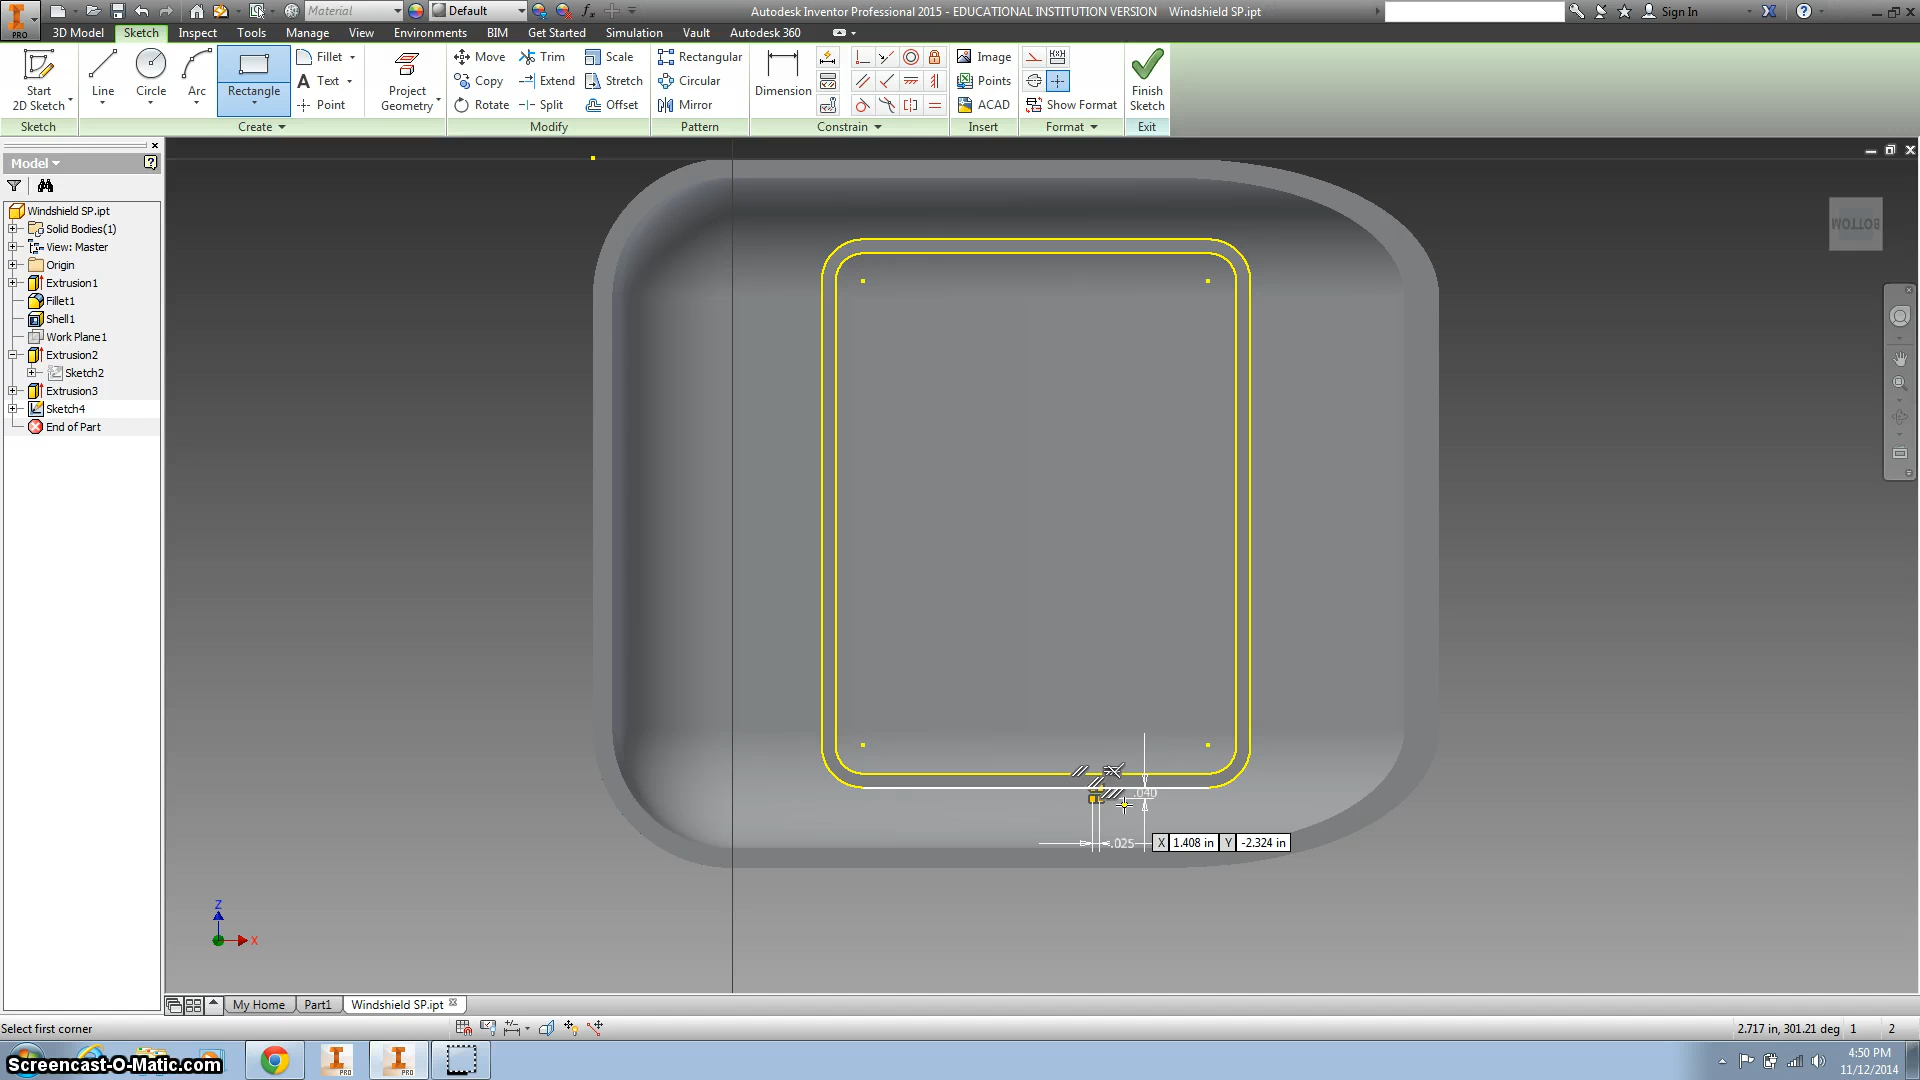 Material
Default
Autodesk Inventor Professional 2015 - EDUCATIONAL INSTITUTION VERSION Windshield SP.ipt
Sign In
PRO
3D Model
Sketch
Inspect
Tools
Manage
View
Environments
BIM
Get Started
Simulation
Vault
Autodesk 360
Start
2D Sketch
Line
Circle
Arc
Rectangle
Fillet
Text
Point
Project
Geometry
Move
Copy
Rotate
Trim
Extend
Split
Scale
Stretch
Offset
Rectangular
Circular
Mirror
Dimension
Image
Points
ACAD
Show Format
Finish
Sketch
Sketch
Create
Modify
Pattern
Constrain
Insert
Format
Exit
Model
Windshield SP.ipt
Solid Bodies(1)
View: Master
Origin
Extrusion1
Fillet1
Shell1
Work Plane1
Extrusion2
Sketch2
Extrusion3
Sketch4
End of Part
BOTTOM
.040
.025
X 1.408 in Y -2.324 in
Z
X
My Home
Part1
Windshield SP.ipt
Select first corner
2.717 in, 301.21 deg 1 2
PRO
PRO
Screencast-O-Matic.com
4:50 PM
11/12/2014